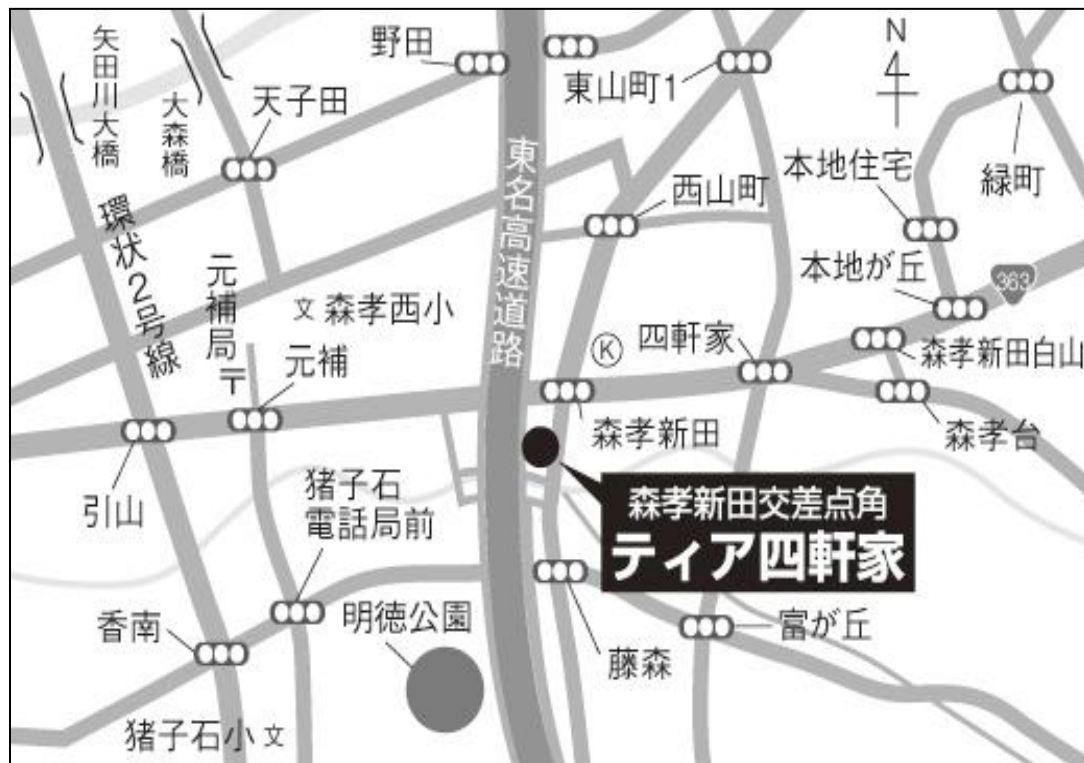 矢田川大橋
大森橋
天子田
野田
東山町1
N
緑町
本地住宅
西山町
東名高速道路
環状2号線
元補局
〒
元補
文 森孝西小
本地が丘
363
K
四軒家
森孝新田白山
森孝台
森孝新田
引山
猪子石
電話局前
森孝新田交差点角
ティア四軒家
香南
明徳公園
藤森
富が丘
猪子石小 文